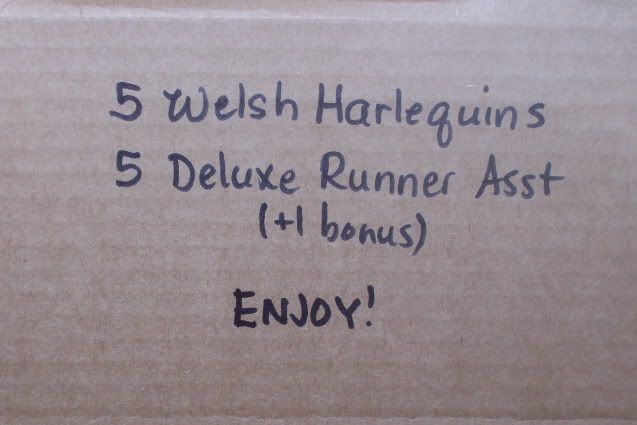 5 Welsh Harlequins
5 Deluxe Runner Asst
(+1 bonus)
ENJOY!